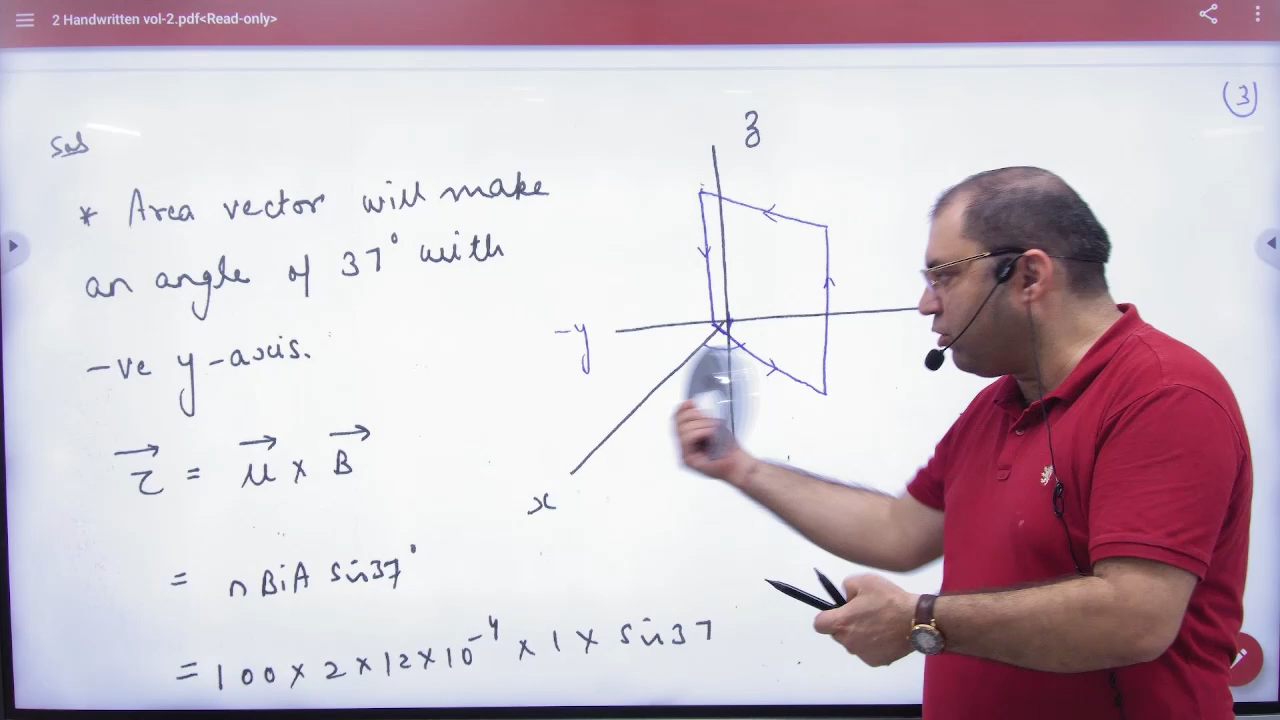 2 Handwritten vol-2.pdf<Read-only>
(3)
Sol
* Area vector will make
an angle of 37° with
-ve y-axis.
τ⃗ = μ⃗ × B⃗
= nBiA sin37°
= 100 × 2 × 12 × 10⁻⁴ × 1 × sin37
z
-y
x